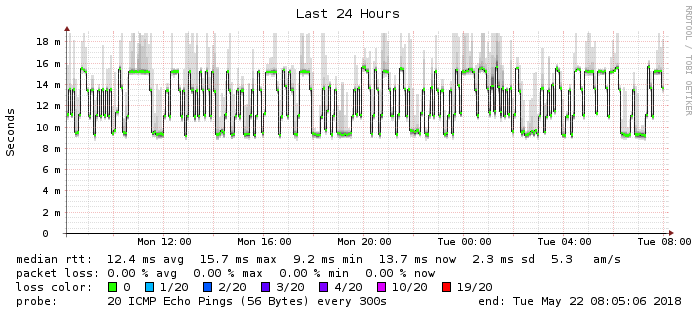 Last 24 Hours
RRDTOOL / TOBI OETIKER
Seconds
18 m
16 m
14 m
12 m
10 m
8 m
6 m
4 m
2 m
0
Mon 12:00 Mon 16:00 Mon 20:00 Tue 00:00 Tue 04:00 Tue 08:00
median rtt: 12.4 ms avg 15.7 ms max 9.2 ms min 13.7 ms now 2.3 ms sd 5.3 am/s
packet loss: 0.00 % avg 0.00 % max 0.00 % min 0.00 % now
loss color: 0 1/20 2/20 3/20 4/20 10/20 19/20
probe: 20 ICMP Echo Pings (56 Bytes) every 300s end: Tue May 22 08:05:06 2018